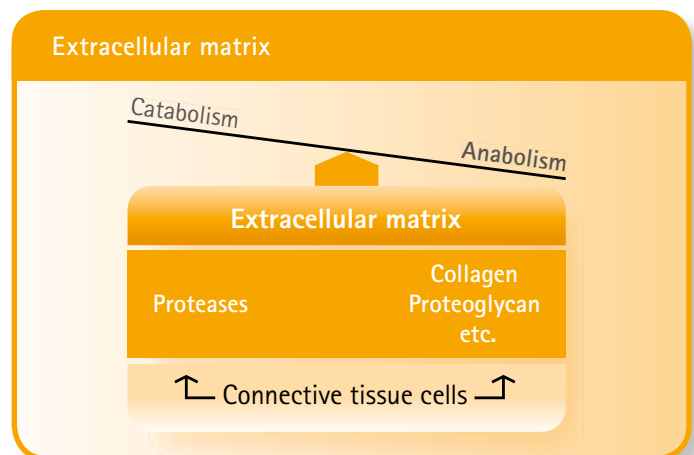 Extracellular matrix
Catabolism
Anabolism
Extracellular matrix
Proteases
Collagen
Proteoglycan
etc.
Connective tissue cells